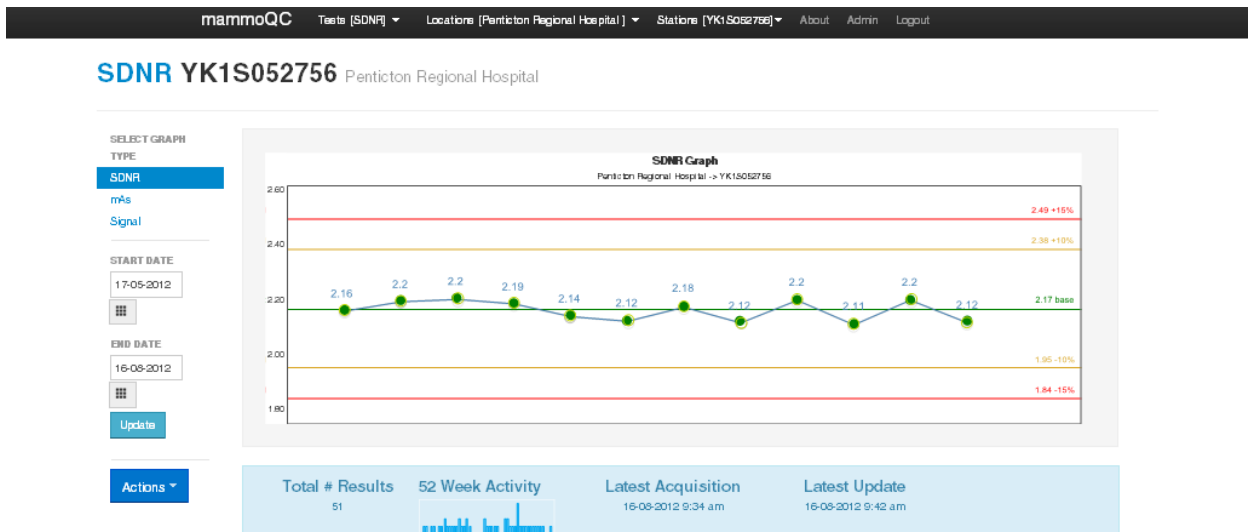 mammoQC Tests [SDNR] Locations [Penticton Regional Hospital ] Stations [YK1S052756] About Admin Logout
SDNR YK1S052756 Penticton Regional Hospital
SELECT GRAPH
TYPE
SDNR
mAs
Signal
START DATE
17-05-2012
END DATE
16-08-2012
Update
Actions
SDNR Graph
Penticton Regional Hospital -> YK1S052756
2.60
2.49 +15%
2.40
2.38 +10%
2.16 2.2 2.2 2.19 2.14 2.12 2.18 2.12 2.2 2.11 2.2 2.12
2.20
2.17 base
2.00
1.95 -10%
1.84 -15%
1.80
Total # Results 52 Week Activity Latest Acquisition Latest Update
51 16-08-2012 9:34 am 16-08-2012 9:42 am